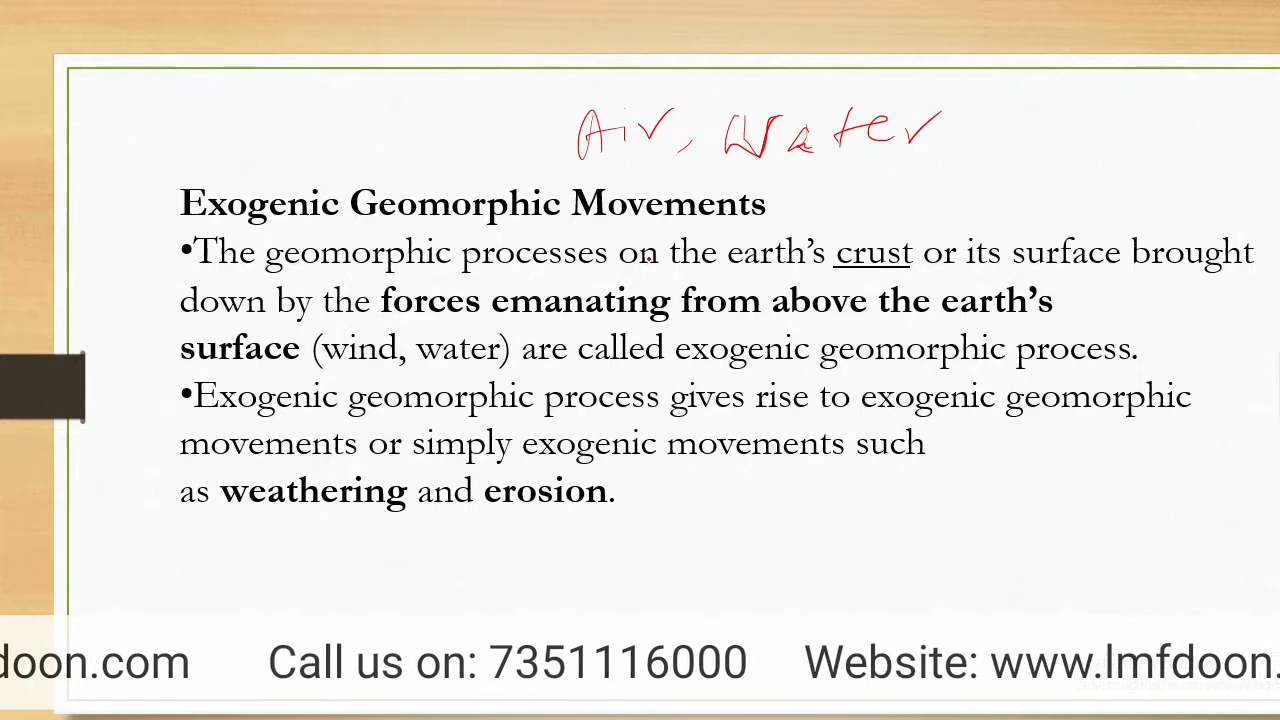 Air, Water
Exogenic Geomorphic Movements
•The geomorphic processes on the earth's crust or its surface brought
down by the forces emanating from above the earth's
surface (wind, water) are called exogenic geomorphic process.
•Exogenic geomorphic process gives rise to exogenic geomorphic
movements or simply exogenic movements such
as weathering and erosion.
doon.com Call us on: 7351116000 Website: www.lmfdoon.